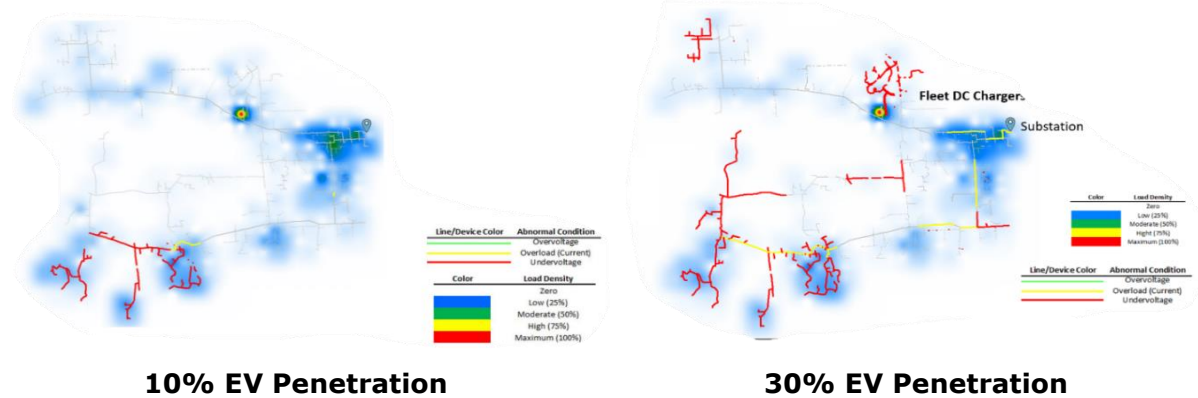 Fleet DC Chargers
Substation
Color Load Density
Zero
Low (25%)
Moderate (50%)
Hight (75%)
Maximum (100%)
Line/Device Color Abnormal Condition
Overvoltage
Overload (Current)
Undervoltage
Line/Device Color Abnormal Condition
Overvoltage
Overload (Current)
Undervoltage
Color Load Density
Zero
Low (25%)
Moderate (50%)
High (75%)
Maximum (100%)
10% EV Penetration
30% EV Penetration